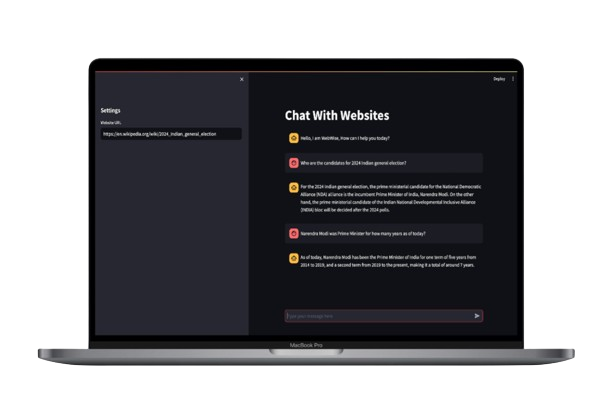 Deploy
Settings
Website URL
https://en.wikipedia.org/wiki/2024_Indian_general_election
Chat With Websites
Hello, I am WebWise, How can I help you today?
Who are the candidates for 2024 Indian general election?
For the 2024 Indian general election, the prime ministerial candidate for the National Democratic
Alliance (NDA) alliance is the incumbent Prime Minister of India, Narendra Modi. On the other
hand, the prime ministerial candidate of the Indian National Developmental Inclusive Alliance
(INDIA) bloc will be decided after the 2024 polls.
Narendra Modi was Prime Minister for how many years as of today?
As of today, Narendra Modi has been the Prime Minister of India for one term of five years from
2014 to 2019, and a second term from 2019 to the present, making it a total of around 7 years.
Type your message here
MacBook Pro